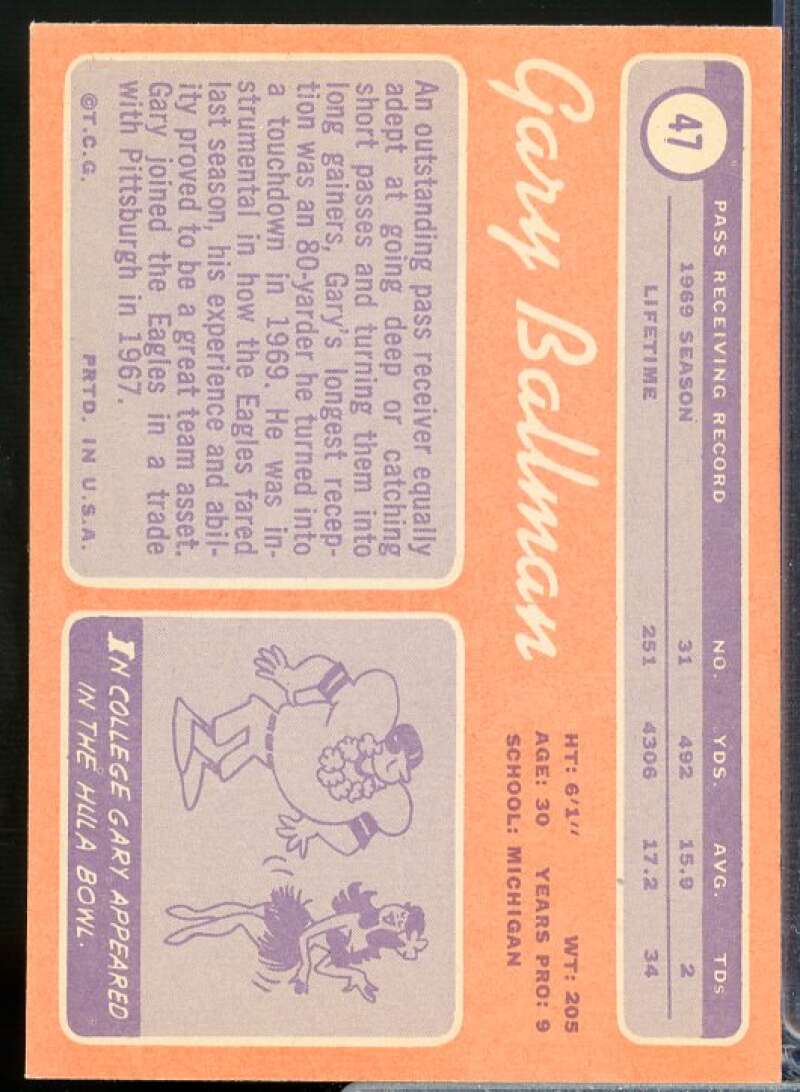 47
PASS RECEIVING RECORD NO. YDS. AVG. TDs
1969 SEASON 31 492 15.9 2
LIFETIME 251 4306 17.2 34
Gary Ballman
HT: 6'1" WT: 205
AGE: 30 YEARS PRO: 9
SCHOOL: MICHIGAN
An outstanding pass receiver equally
adept at going deep or catching
short passes and turning them into
long gainers, Gary's longest recep-
tion was an 80-yarder he turned into
a touchdown in 1969. He was in-
strumental in how the Eagles fared
last season, his experience and abil-
ity proved to be a great team asset.
Gary joined the Eagles in a trade
with Pittsburgh in 1967.
©T.C.G. PRTD. IN U.S.A.
IN COLLEGE GARY APPEARED
IN THE HULA BOWL.